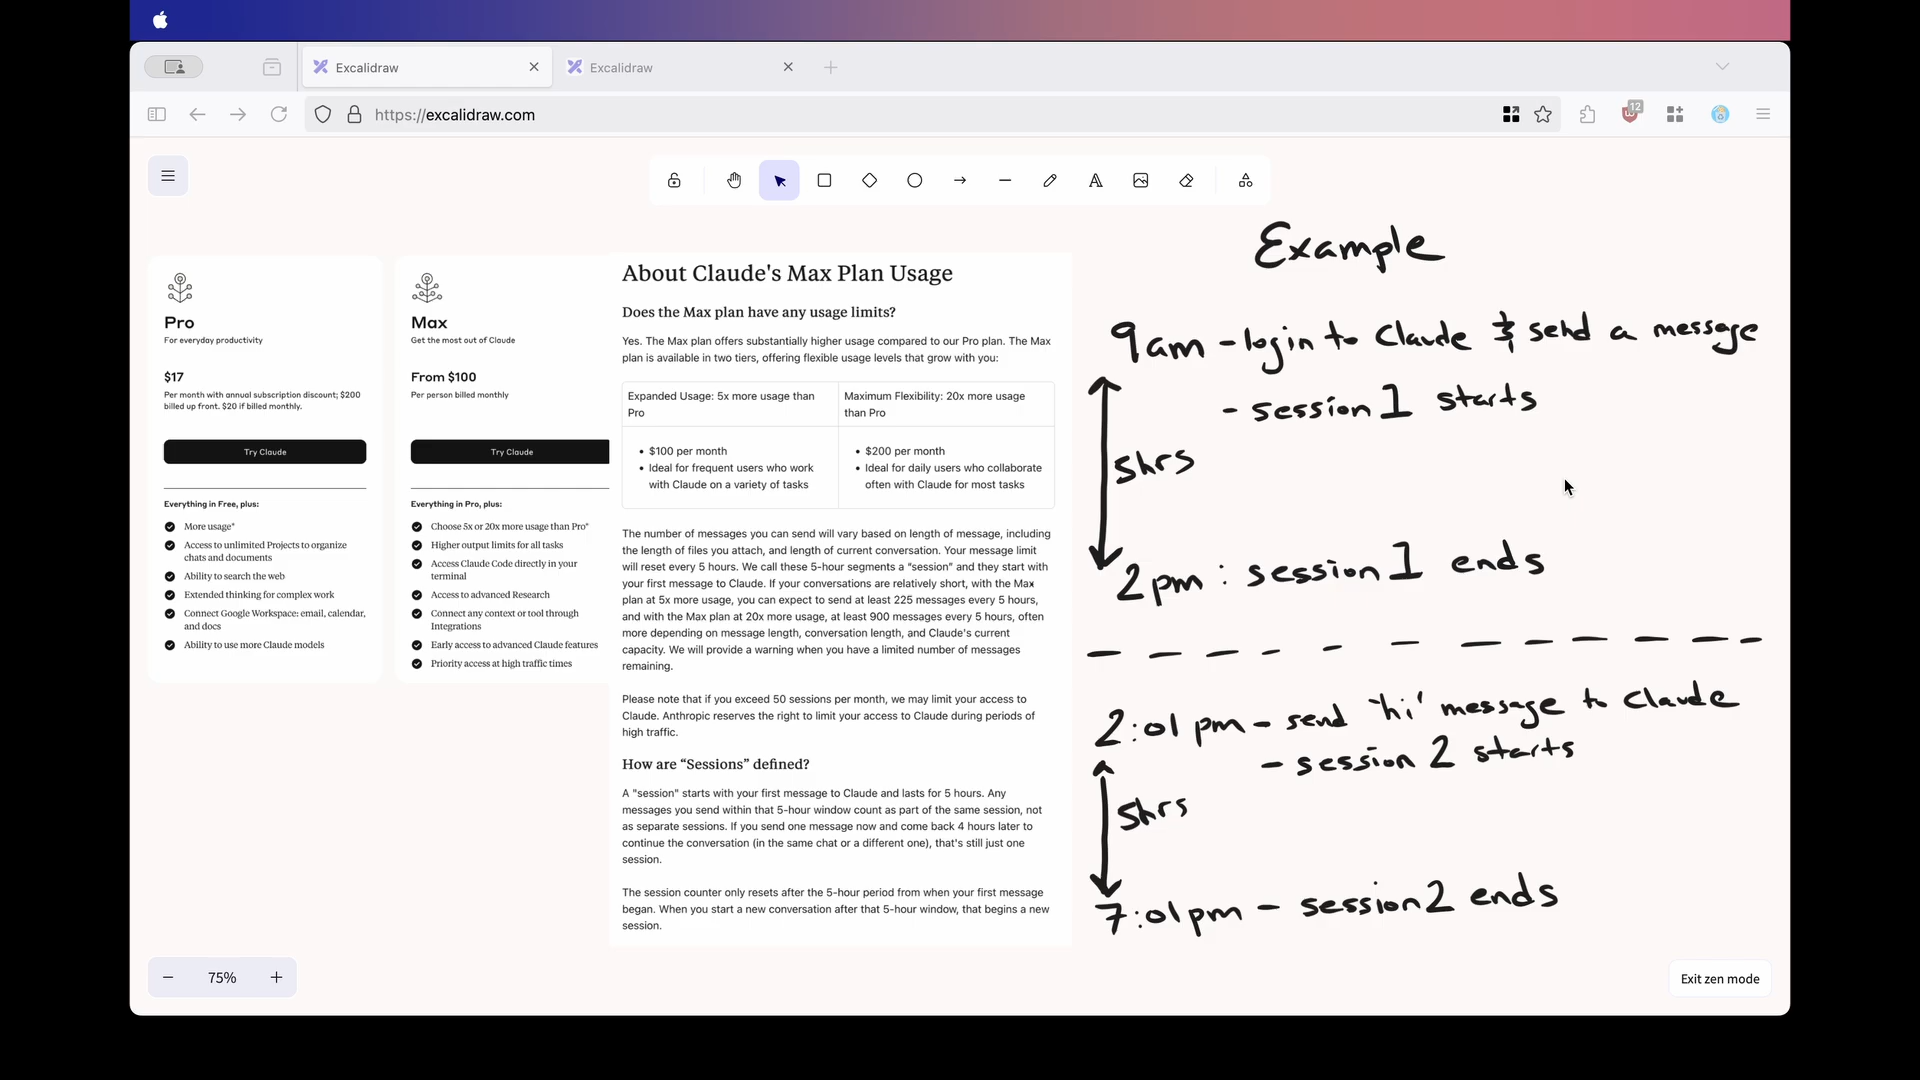 Excalidraw
Excalidraw
https://excalidraw.com
12
Pro
For everyday productivity
$17
Per month with annual subscription discount; $200
billed up front. $20 if billed monthly.
Try Claude
Everything in Free, plus:
More usage*
Access to unlimited Projects to organize
chats and documents
Ability to search the web
Extended thinking for complex work
Connect Google Workspace: email, calendar,
and docs
Ability to use more Claude models
Max
Get the most out of Claude
From $100
Per person billed monthly
Try Claude
Everything in Pro, plus:
Choose 5x or 20x more usage than Pro*
Higher output limits for all tasks
Access Claude Code directly in your
terminal
Access to advanced Research
Connect any context or tool through
Integrations
Early access to advanced Claude features
Priority access at high traffic times
About Claude's Max Plan Usage
Does the Max plan have any usage limits?
Yes. The Max plan offers substantially higher usage compared to our Pro plan. The Max
plan is available in two tiers, offering flexible usage levels that grow with you:
Expanded Usage: 5x more usage than
Pro
Maximum Flexibility: 20x more usage
than Pro
• $100 per month
• Ideal for frequent users who work
with Claude on a variety of tasks
• $200 per month
• Ideal for daily users who collaborate
often with Claude for most tasks
The number of messages you can send will vary based on length of message, including
the length of files you attach, and length of current conversation. Your message limit
will reset every 5 hours. We call these 5-hour segments a “session” and they start with
your first message to Claude. If your conversations are relatively short, with the Max
plan at 5x more usage, you can expect to send at least 225 messages every 5 hours,
and with the Max plan at 20x more usage, at least 900 messages every 5 hours, often
more depending on message length, conversation length, and Claude's current
capacity. We will provide a warning when you have a limited number of messages
remaining.
Please note that if you exceed 50 sessions per month, we may limit your access to
Claude. Anthropic reserves the right to limit your access to Claude during periods of
high traffic.
How are “Sessions” defined?
A "session" starts with your first message to Claude and lasts for 5 hours. Any
messages you send within that 5-hour window count as part of the same session, not
as separate sessions. If you send one message now and come back 4 hours later to
continue the conversation (in the same chat or a different one), that's still just one
session.
The session counter only resets after the 5-hour period from when your first message
began. When you start a new conversation after that 5-hour window, that begins a new
session.
Example
9am - login to Claude & send a message
- session 1 starts
5hrs
2pm : session 1 ends
2:01 pm - send 'hi' message to Claude
- session 2 starts
5hrs
7:01pm - session 2 ends
75%
Exit zen mode